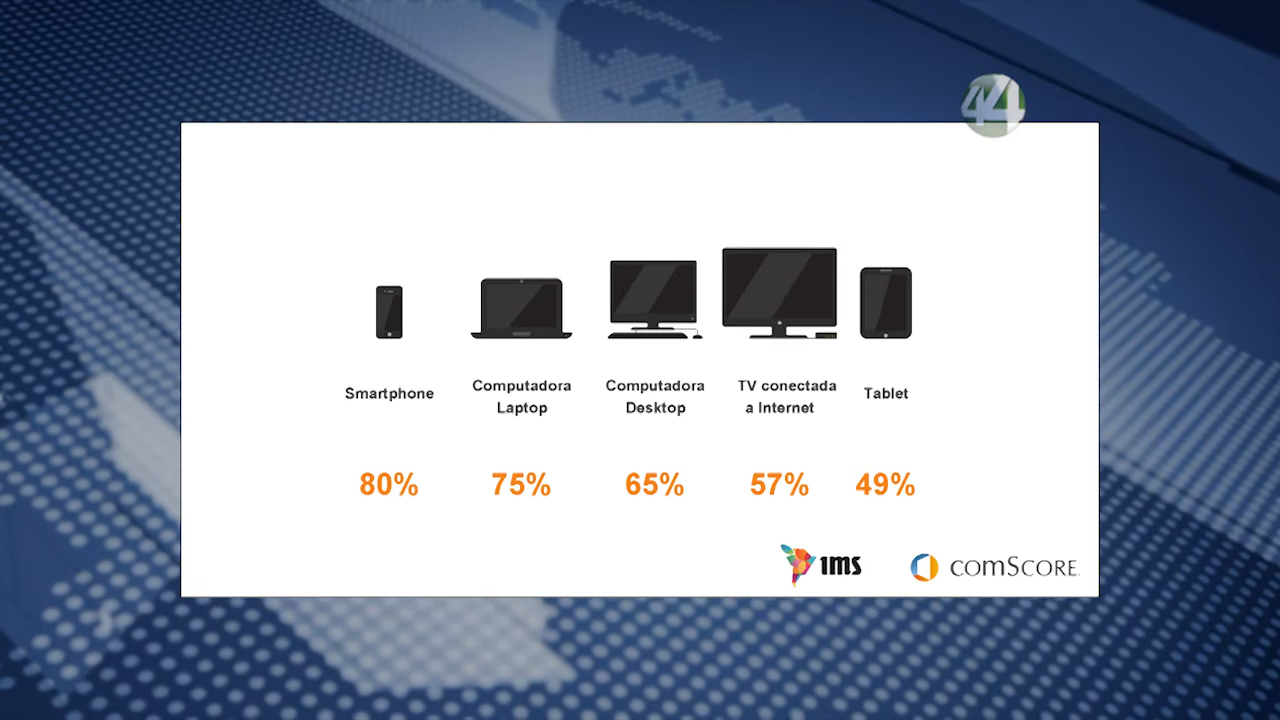 44
Smartphone
Computadora
Laptop
Computadora
Desktop
TV conectada
a Internet
Tablet
80% 75% 65% 57% 49%
IMS
comScore